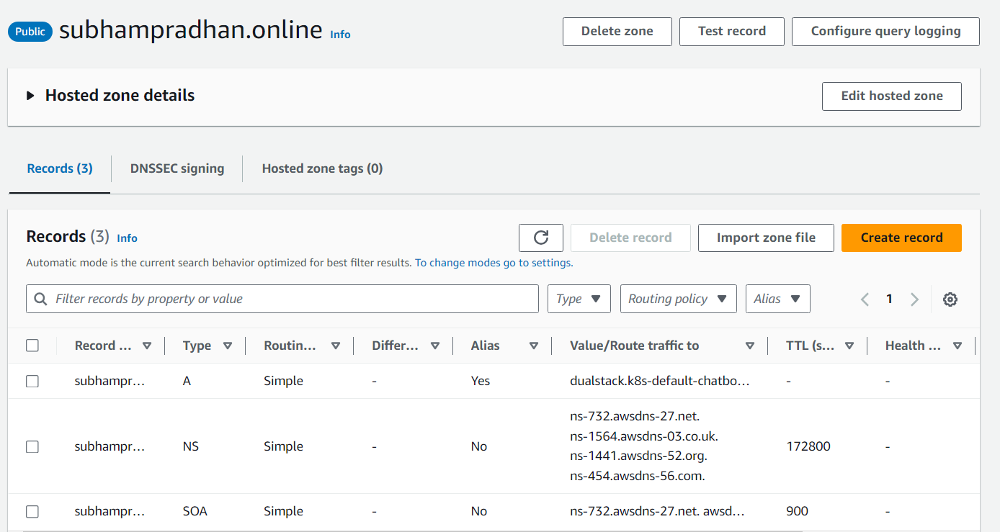 Public subhampradhan.online Info Delete zone Test record Configure query logging
Hosted zone details Edit hosted zone
Records (3) DNSSEC signing Hosted zone tags (0)
Records (3) Info Delete record Import zone file Create record
Automatic mode is the current search behavior optimized for best filter results. To change modes go to settings.
Filter records by property or value Type Routing policy Alias 1
Record ... Type Routin... Differ... Alias Value/Route traffic to TTL (s... Health ...
subhampr... A Simple - Yes dualstack.k8s-default-chatbo... - -
ns-732.awsdns-27.net.
ns-1564.awsdns-03.co.uk.
subhampr... NS Simple - No 172800 -
ns-1441.awsdns-52.org.
ns-454.awsdns-56.com.
subhampr... SOA Simple - No ns-732.awsdns-27.net. awsd... 900 -